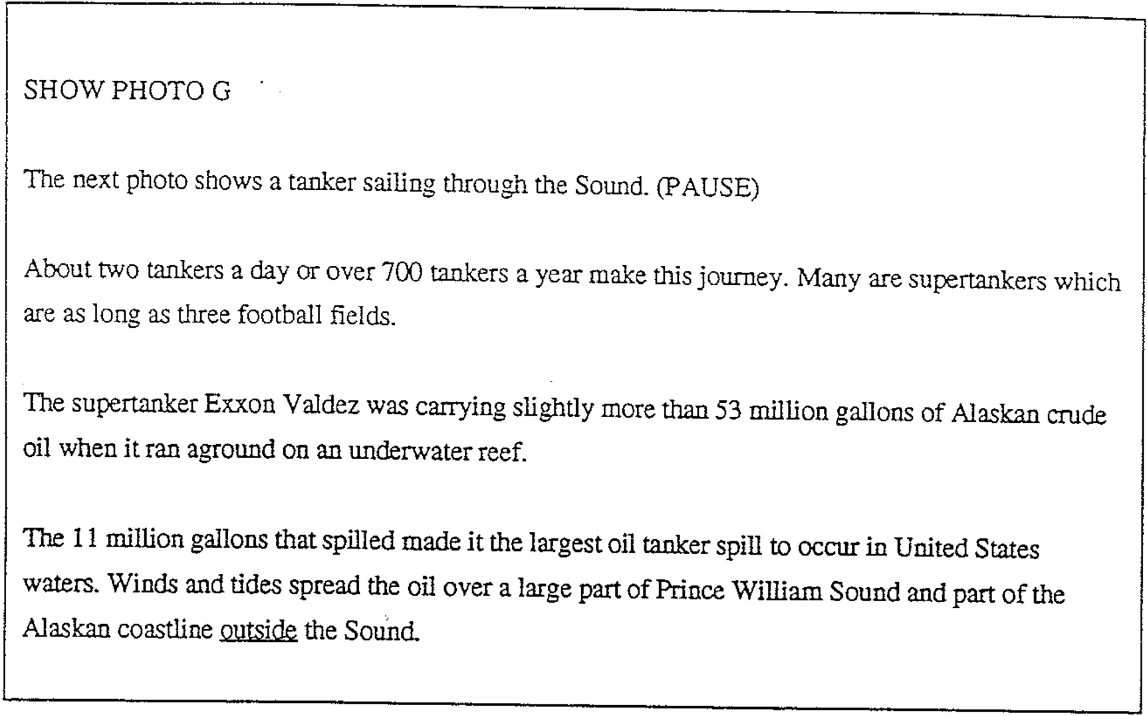 SHOW PHOTO G
The next photo shows a tanker sailing through the Sound. (PAUSE)
About two tankers a day or over 700 tankers a year make this journey. Many are supertankers which
are as long as three football fields.
The supertanker Exxon Valdez was carrying slightly more than 53 million gallons of Alaskan crude
oil when it ran aground on an underwater reef.
The 11 million gallons that spilled made it the largest oil tanker spill to occur in United States
waters. Winds and tides spread the oil over a large part of Prince William Sound and part of the
Alaskan coastline outside the Sound.